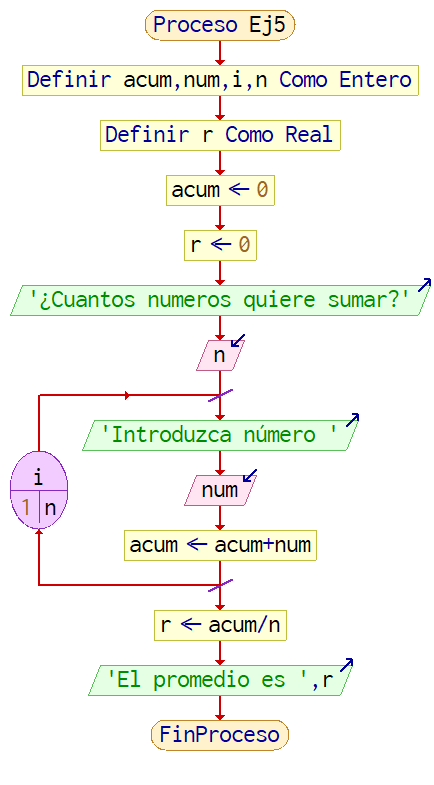 Proceso Ej5
Definir acum,num,i,n Como Entero
Definir r Como Real
acum ← 0
r ← 0
'¿Cuantos numeros quiere sumar?'
n
'Introduzca número '
i
1 n
num
acum ← acum+num
r ← acum/n
'El promedio es ',r
FinProceso